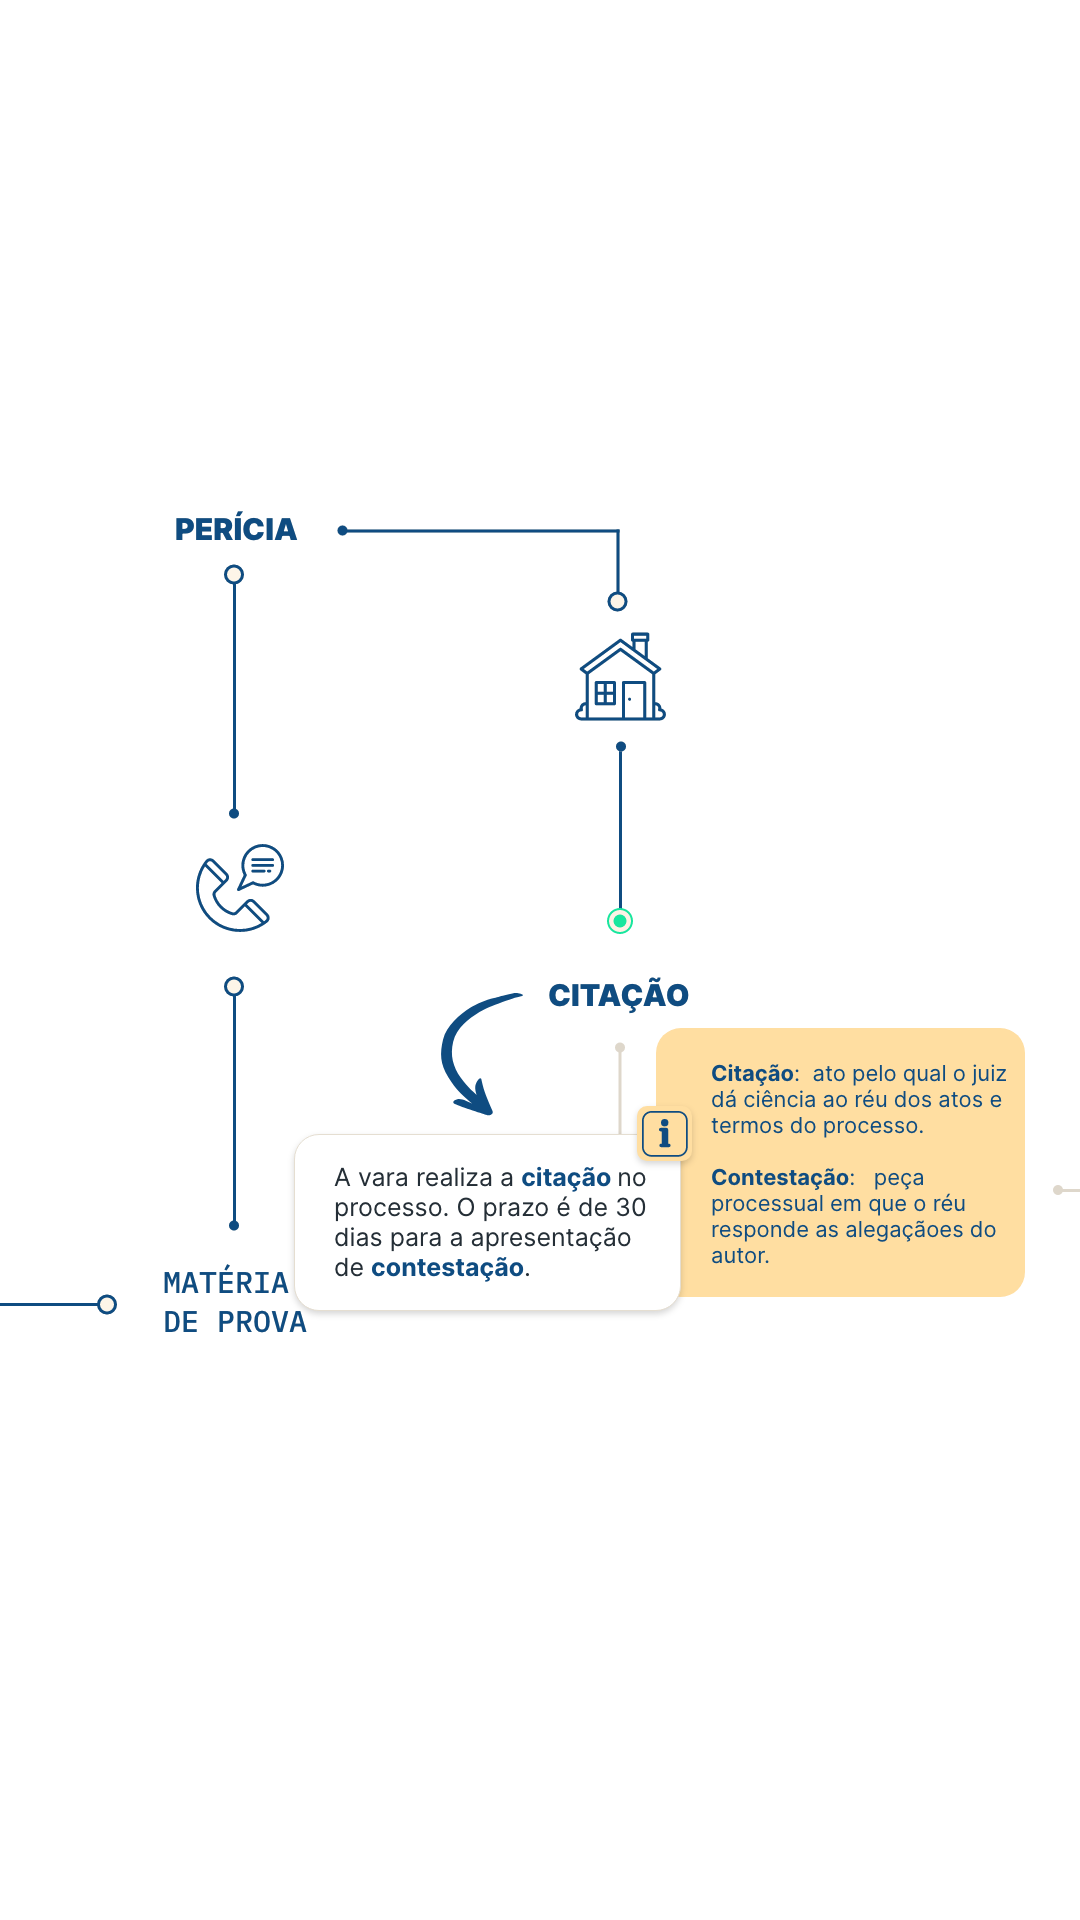 PERÍCIA
CITAÇÃO
Citação:  ato pelo qual o juiz
dá ciência ao réu dos atos e
termos do processo.
Contestação:   peça
processual em que o réu
responde as alegaçãoes do
autor.
i
A vara realiza a citação no
processo. O prazo é de 30
dias para a apresentação
de contestação.
MATÉRIA
DE PROVA